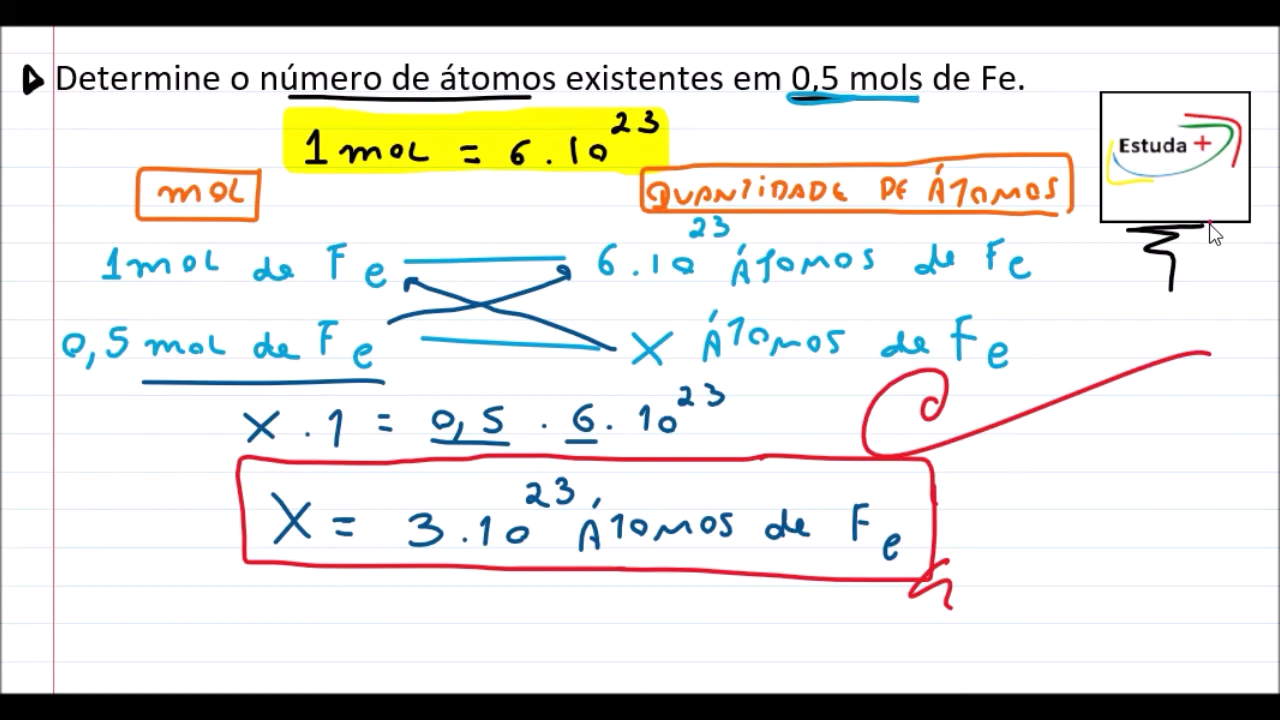 Determine o número de átomos existentes em 0,5 mols de Fe.
1 mol = 6 . 10²³
Estuda +
mol
QUANTIDADE DE ÁTOMOS
1 mol de Fe 6 . 10²³ ÁTOMOS de Fe
0,5 mol de Fe X ÁTOMOS de Fe
X . 1 = 0,5 . 6 . 10²³
X = 3 . 10²³ ÁTOMOS de Fe